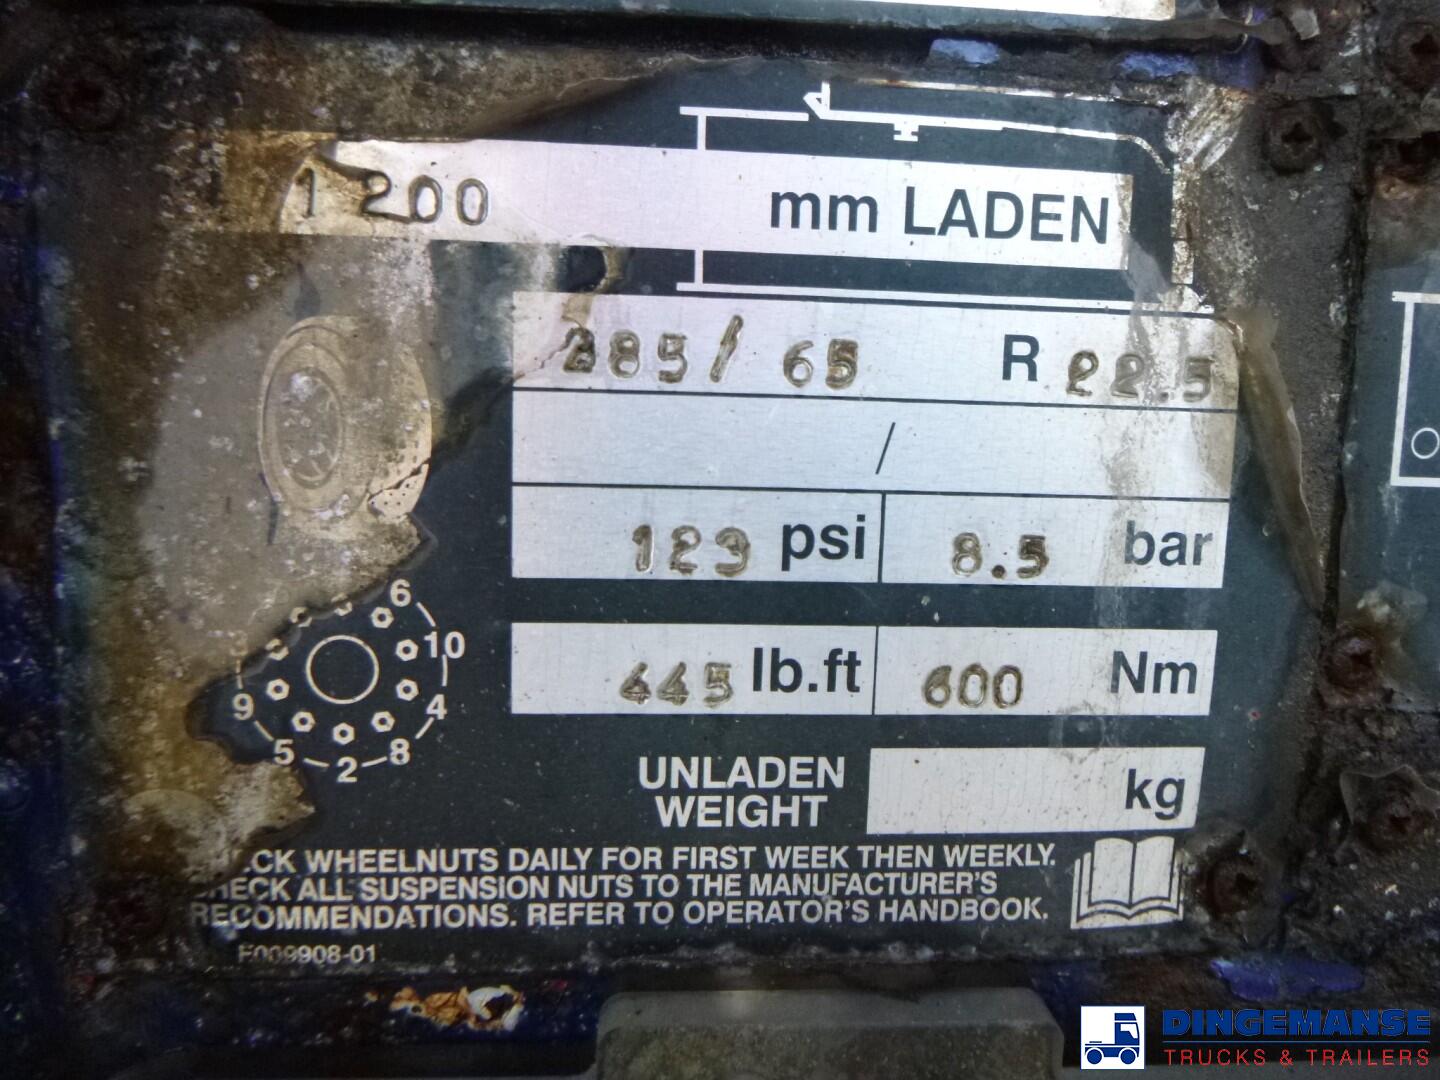 1 200 mm LADEN
285/ 65 R 22.5
/
123 psi 8.5 bar
445 lb.ft 600 Nm
6
10
9
4
5
8
2
UNLADEN
WEIGHT
kg
ECK WHEELNUTS DAILY FOR FIRST WEEK THEN WEEKLY.
HECK ALL SUSPENSION NUTS TO THE MANUFACTURER'S
RECOMMENDATIONS. REFER TO OPERATOR'S HANDBOOK.
F009908-01
DINGEMANSE
TRUCKS & TRAILERS